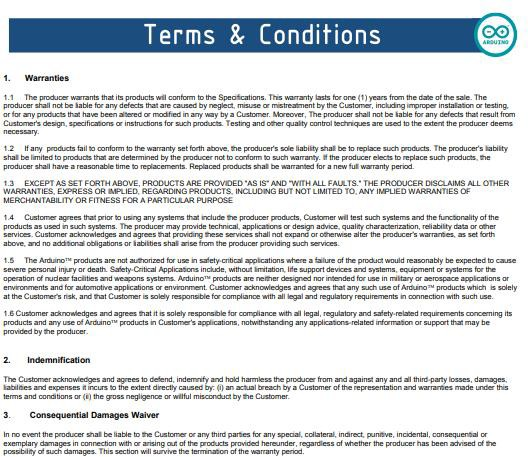 Terms & Conditions
ARDUINO
1. Warranties
1.1 The producer warrants that its products will conform to the Specifications. This warranty lasts for one (1) years from the date of the sale. The
producer shall not be liable for any defects that are caused by neglect, misuse or mistreatment by the Customer, including improper installation or testing,
or for any products that have been altered or modified in any way by a Customer. Moreover, The producer shall not be liable for any defects that result from
Customer's design, specifications or instructions for such products. Testing and other quality control techniques are used to the extent the producer deems
necessary.
1.2 If any products fail to conform to the warranty set forth above, the producer's sole liability shall be to replace such products. The producer's liability
shall be limited to products that are determined by the producer not to conform to such warranty. If the producer elects to replace such products, the
producer shall have a reasonable time to replacements. Replaced products shall be warranted for a new full warranty period.
1.3 EXCEPT AS SET FORTH ABOVE, PRODUCTS ARE PROVIDED "AS IS" AND "WITH ALL FAULTS." THE PRODUCER DISCLAIMS ALL OTHER
WARRANTIES, EXPRESS OR IMPLIED, REGARDING PRODUCTS, INCLUDING BUT NOT LIMITED TO, ANY IMPLIED WARRANTIES OF
MERCHANTABILITY OR FITNESS FOR A PARTICULAR PURPOSE
1.4 Customer agrees that prior to using any systems that include the producer products, Customer will test such systems and the functionality of the
products as used in such systems. The producer may provide technical, applications or design advice, quality characterization, reliability data or other
services. Customer acknowledges and agrees that providing these services shall not expand or otherwise alter the producer's warranties, as set forth
above, and no additional obligations or liabilities shall arise from the producer providing such services.
1.5 The Arduino™ products are not authorized for use in safety-critical applications where a failure of the product would reasonably be expected to cause
severe personal injury or death. Safety-Critical Applications include, without limitation, life support devices and systems, equipment or systems for the
operation of nuclear facilities and weapons systems. Arduino™ products are neither designed nor intended for use in military or aerospace applications or
environments and for automotive applications or environment. Customer acknowledges and agrees that any such use of Arduino™ products which is solely
at the Customer's risk, and that Customer is solely responsible for compliance with all legal and regulatory requirements in connection with such use.
1.6 Customer acknowledges and agrees that it is solely responsible for compliance with all legal, regulatory and safety-related requirements concerning its
products and any use of Arduino™ products in Customer's applications, notwithstanding any applications-related information or support that may be
provided by the producer.
2. Indemnification
The Customer acknowledges and agrees to defend, indemnify and hold harmless the producer from and against any and all third-party losses, damages,
liabilities and expenses it incurs to the extent directly caused by: (i) an actual breach by a Customer of the representation and warranties made under this
terms and conditions or (ii) the gross negligence or willful misconduct by the Customer.
3. Consequential Damages Waiver
In no event the producer shall be liable to the Customer or any third parties for any special, collateral, indirect, punitive, incidental, consequential or
exemplary damages in connection with or arising out of the products provided hereunder, regardless of whether the producer has been advised of the
possibility of such damages. This section will survive the termination of the warranty period.